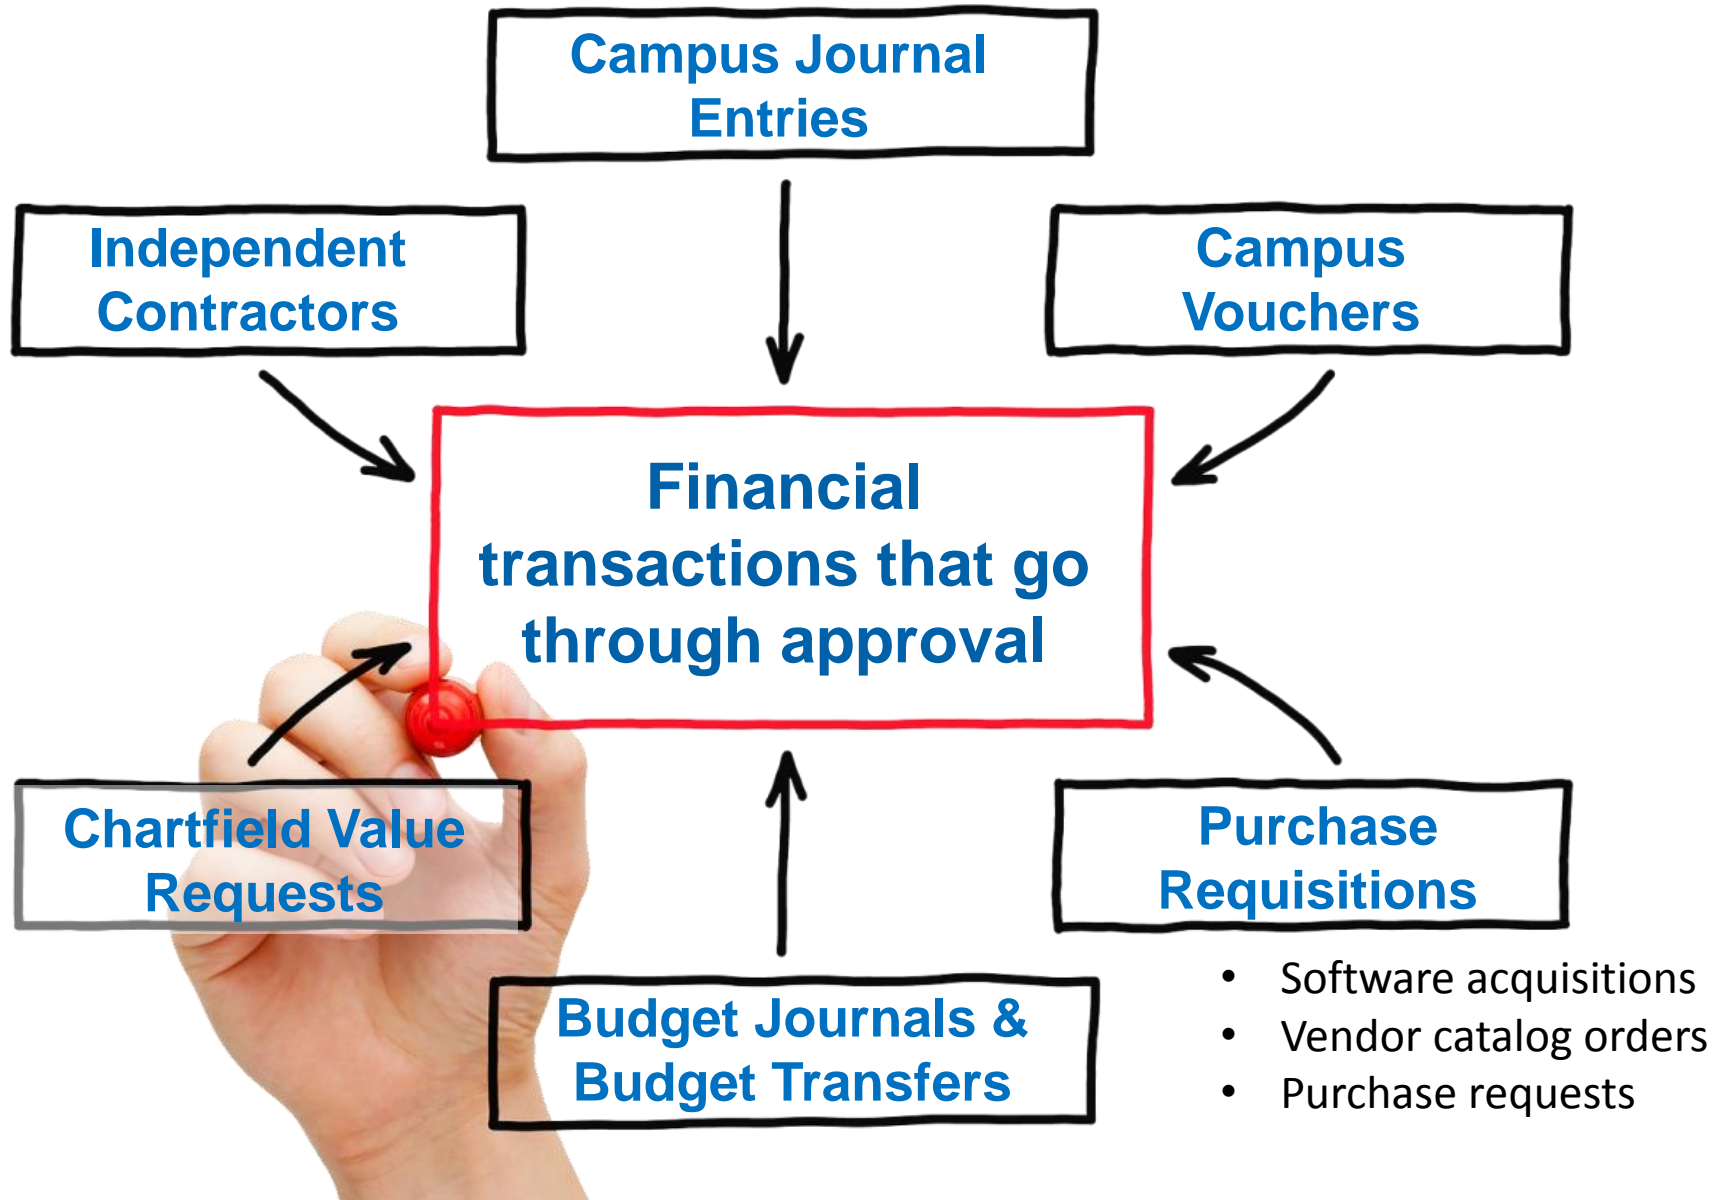 Campus Journal
Entries
Independent
Contractors
Campus
Vouchers
Financial
transactions that go
through approval
Chartfield Value
Requests
Purchase
Requisitions
• Software acquisitions
• Vendor catalog orders
• Purchase requests
Budget Journals &
Budget Transfers